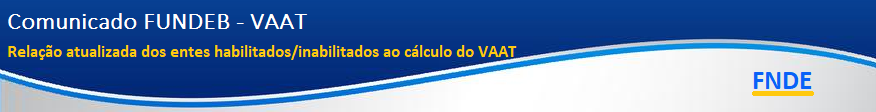 Comunicado FUNDEB - VAAT
Relação atualizada dos entes habilitados/inabilitados ao cálculo do VAAT
FNDE